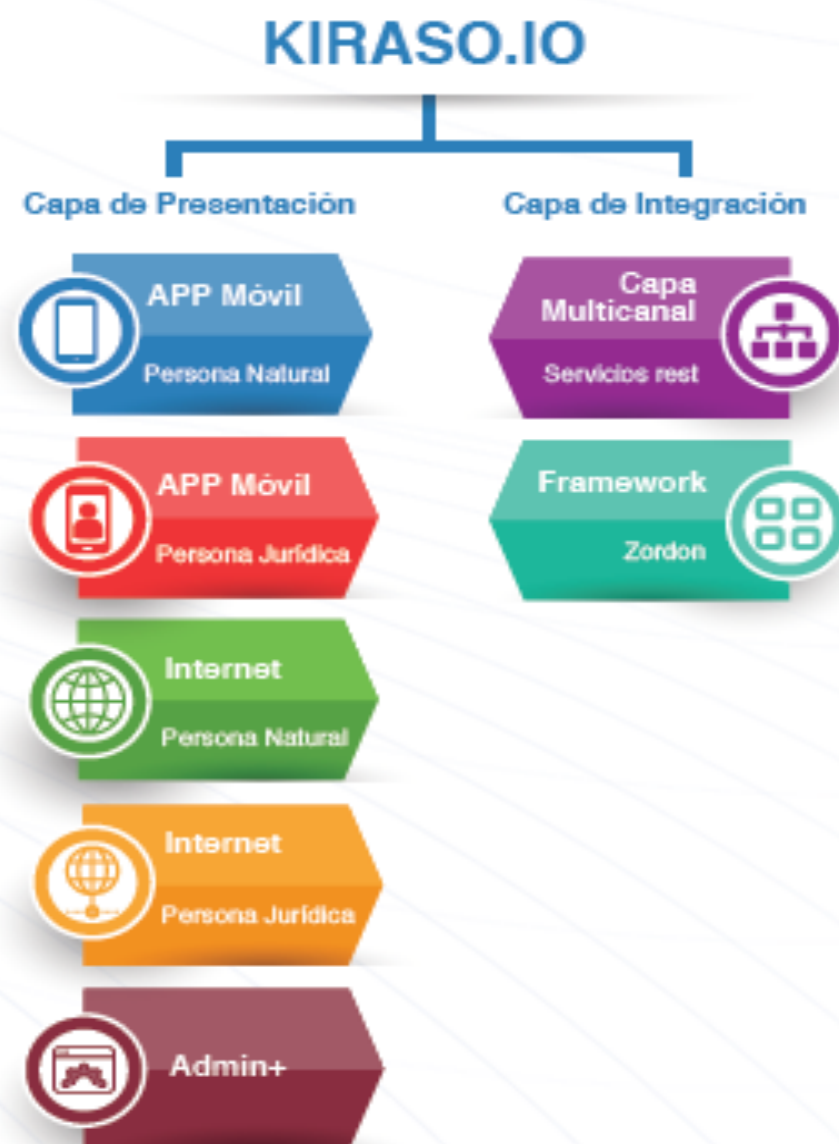 KIRASO.IO
Capa de Presentación
APP Móvil
Persona Natural
APP Móvil
Persona Jurídica
Internet
Persona Natural
Internet
Persona Jurídica
Admin+
Capa de Integración
Capa
Multicanal
Servicios rest
Framework
Zordon